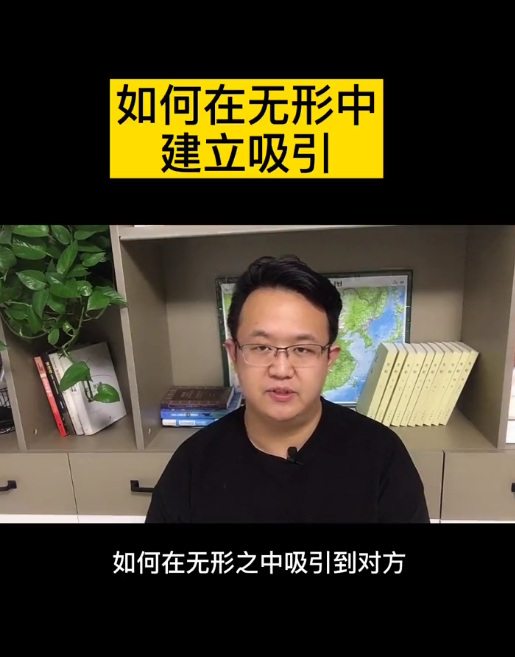 如何在无形中
建立吸引
如何在无形之中吸引到对方